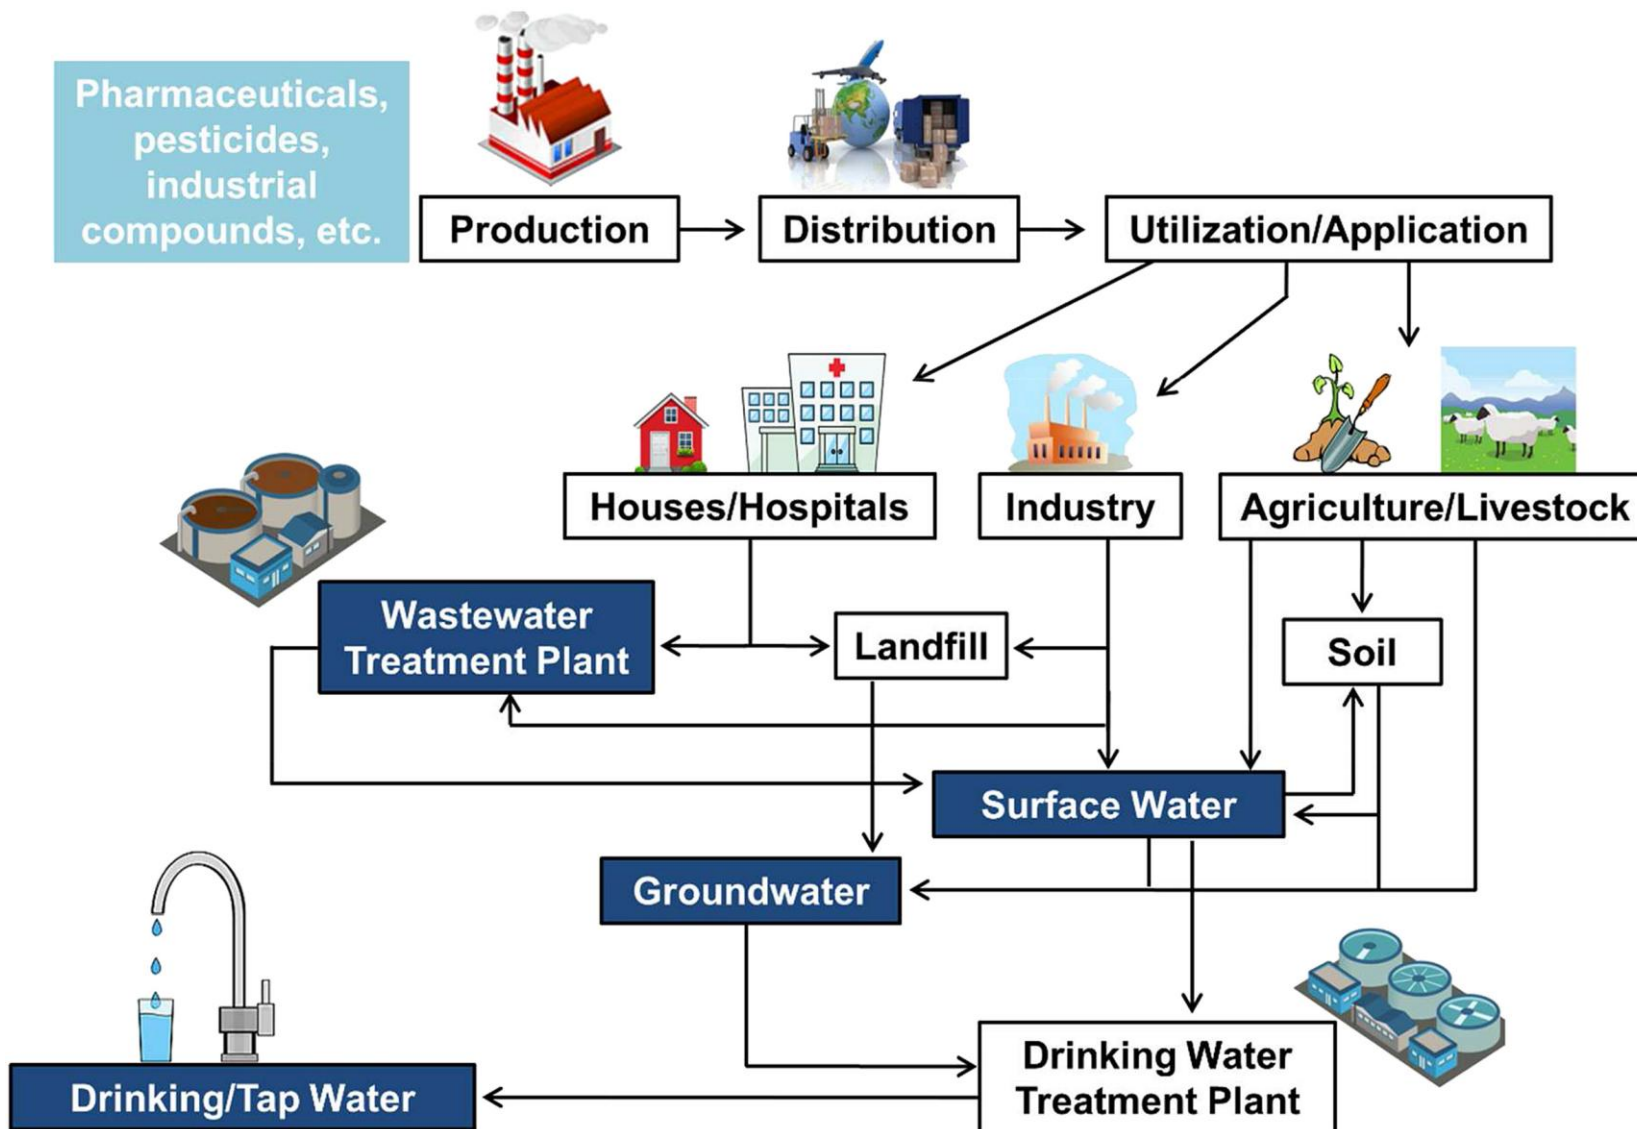 Pharmaceuticals,
pesticides,
industrial
compounds, etc.
Production
Distribution
Utilization/Application
Houses/Hospitals
Industry
Agriculture/Livestock
Wastewater
Treatment Plant
Landfill
Soil
Surface Water
Groundwater
Drinking Water
Treatment Plant
Drinking/Tap Water